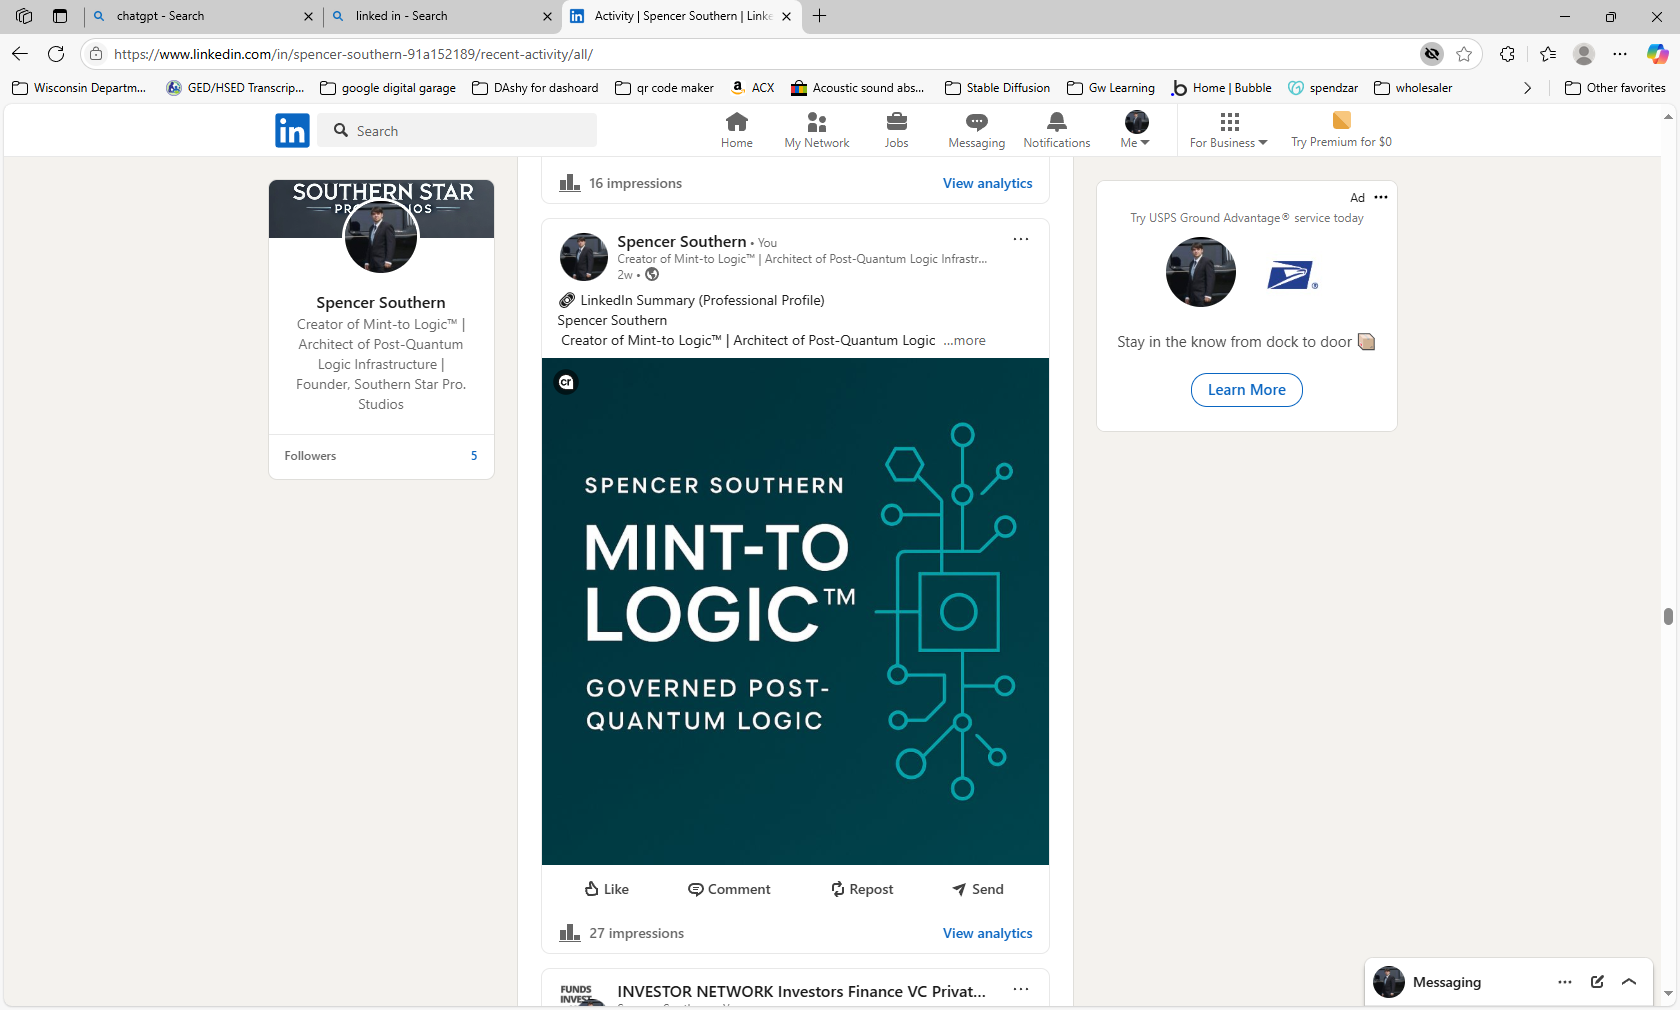 chatgpt - Search
linked in - Search
Activity | Spencer Southern | Linke
https://www.linkedin.com/in/spencer-southern-91a152189/recent-activity/all/
Wisconsin Departm...
GED/HSED Transcrip...
google digital garage
DAshy for dashoard
qr code maker
ACX
Acoustic sound abs...
Stable Diffusion
Gw Learning
Home | Bubble
spendzar
wholesaler
Other favorites
in
Search
Home
My Network
Jobs
Messaging
Notifications
Me
For Business
Try Premium for $0
SOUTHERN STAR
Spencer Southern
Creator of Mint-to Logic™ |
Architect of Post-Quantum
Logic Infrastructure |
Founder, Southern Star Pro.
Studios
Followers 5
16 impressions
View analytics
Spencer Southern • You
Creator of Mint-to Logic™ | Architect of Post-Quantum Logic Infrastr...
2w •
LinkedIn Summary (Professional Profile)
Spencer Southern
Creator of Mint-to Logic™ | Architect of Post-Quantum Logic ...more
cr
SPENCER SOUTHERN
MINT-TO
LOGIC™
GOVERNED POST-
QUANTUM LOGIC
Like
Comment
Repost
Send
27 impressions
View analytics
FUNDS
INVEST
INVESTOR NETWORK Investors Finance VC Privat...
Ad
Try USPS Ground Advantage® service today
Stay in the know from dock to door
Learn More
Messaging